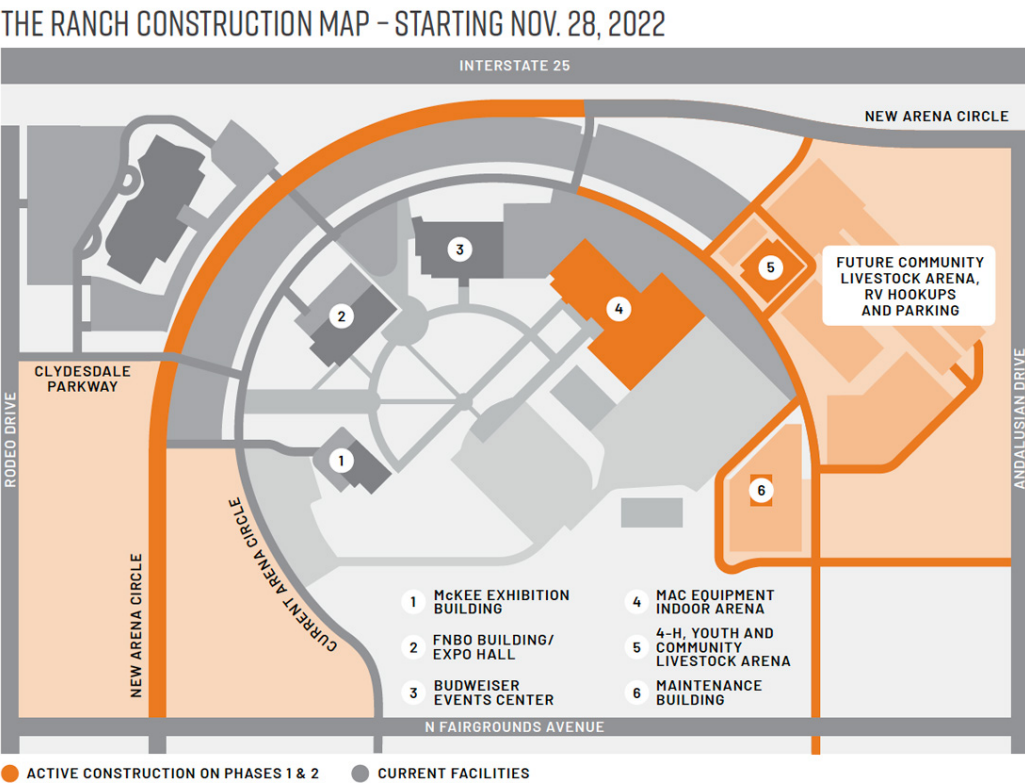 THE RANCH CONSTRUCTION MAP – STARTING NOV. 28, 2022
INTERSTATE 25
NEW ARENA CIRCLE
3
5
FUTURE COMMUNITY
LIVESTOCK ARENA,
RV HOOKUPS
AND PARKING
2
4
CLYDESDALE
PARKWAY
RODEO DRIVE
ANDALUSIAN DRIVE
1
6
CURRENT ARENA CIRCLE
NEW ARENA CIRCLE
1 McKEE EXHIBITION
BUILDING
2 FNBO BUILDING/
EXPO HALL
3 BUDWEISER
EVENTS CENTER
4 MAC EQUIPMENT
INDOOR ARENA
5 4-H, YOUTH AND
COMMUNITY
LIVESTOCK ARENA
6 MAINTENANCE
BUILDING
N FAIRGROUNDS AVENUE
ACTIVE CONSTRUCTION ON PHASES 1 & 2
CURRENT FACILITIES